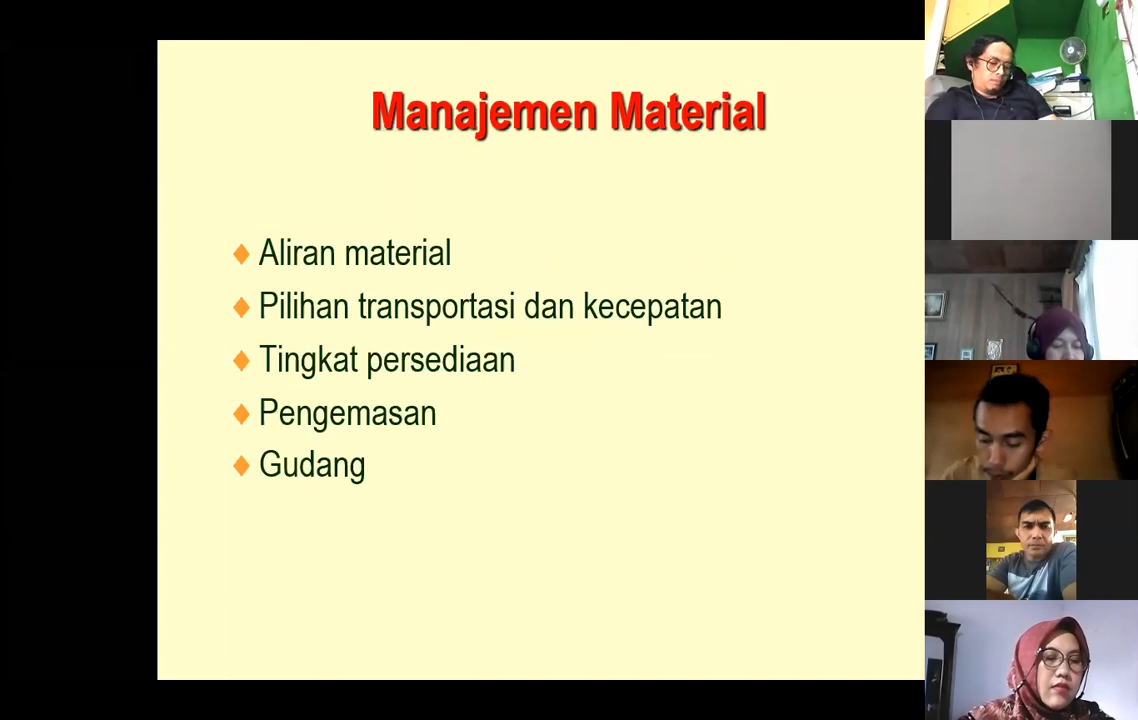 Manajemen Material
Aliran material
Pilihan transportasi dan kecepatan
Tingkat persediaan
Pengemasan
Gudang